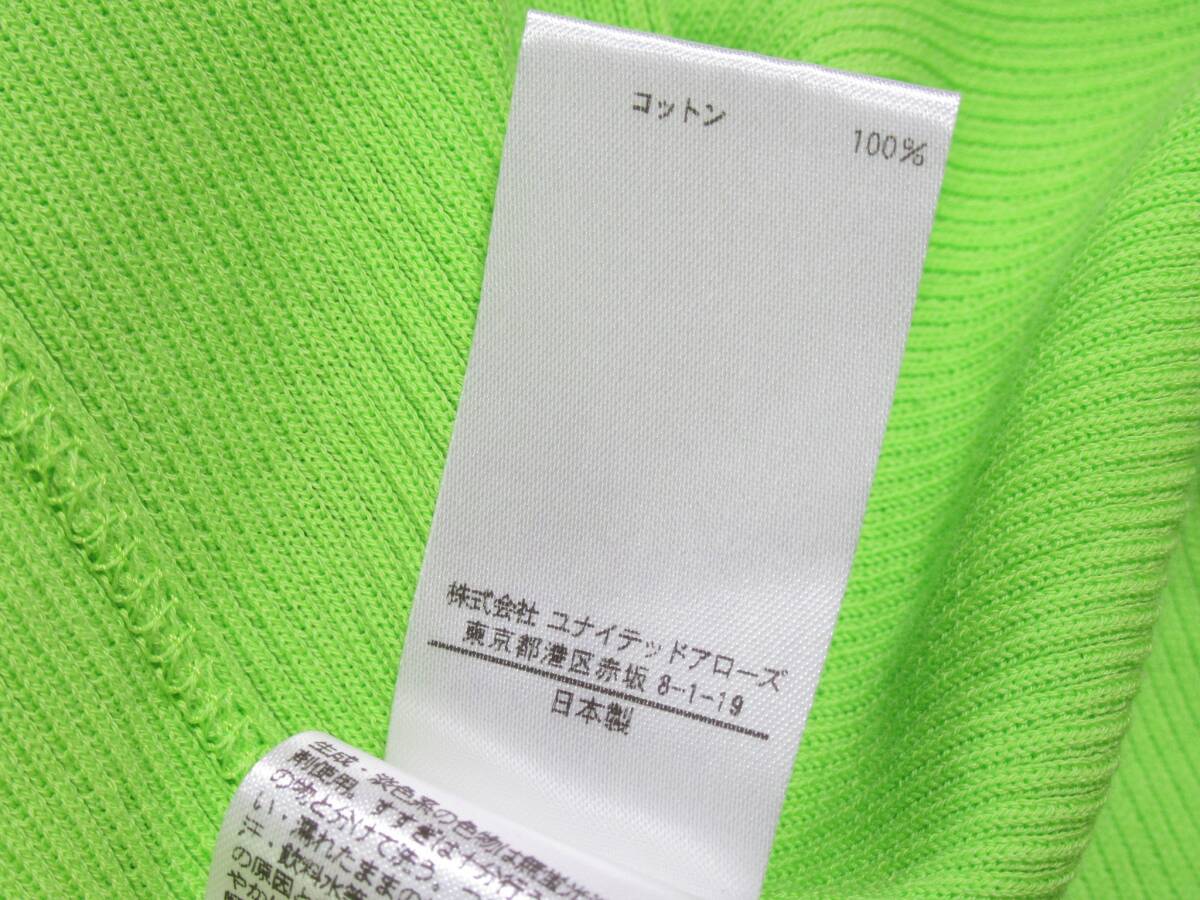 コットン
100%
株式会社 ユナイテッドアローズ
東京都港区赤坂 8-1-19
日本製
生成・淡色系の色物は無蛍光
剤使用、すすぎは十分行
の物と分けて洗う。
い・濡れたままの
汗・飲料水等
の原因
やか